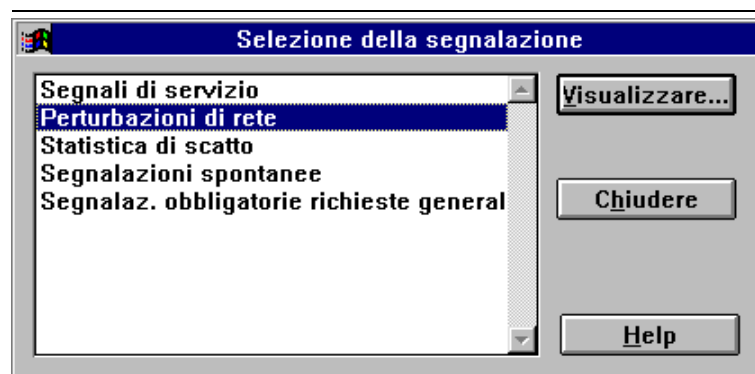 Selezione della segnalazione
Segnali di servizio
Perturbazioni di rete
Statistica di scatto
Segnalazioni spontanee
Segnalaz. obbligatorie richieste general
Visualizzare...
Chiudere
Help